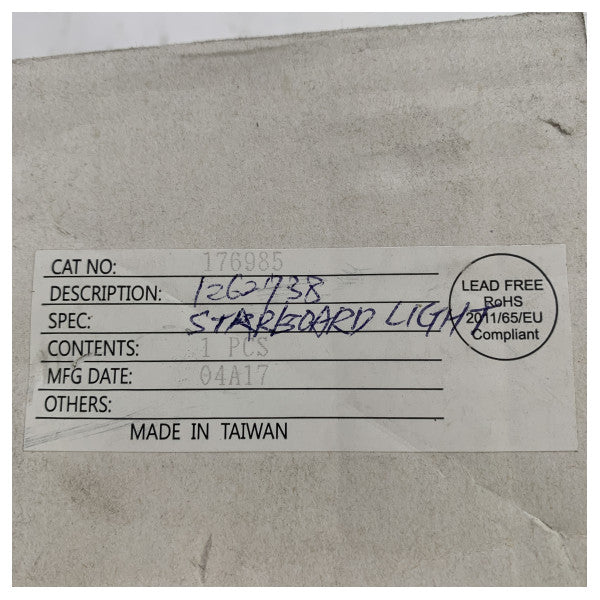 CAT NO: 176985
DESCRIPTION: 1262738
SPEC: STARBOARD LIGHT
CONTENTS: 1 PCS
MFG DATE: 04A17
OTHERS:
MADE IN TAIWAN
LEAD FREE
RoHS
2011/65/EU
Compliant